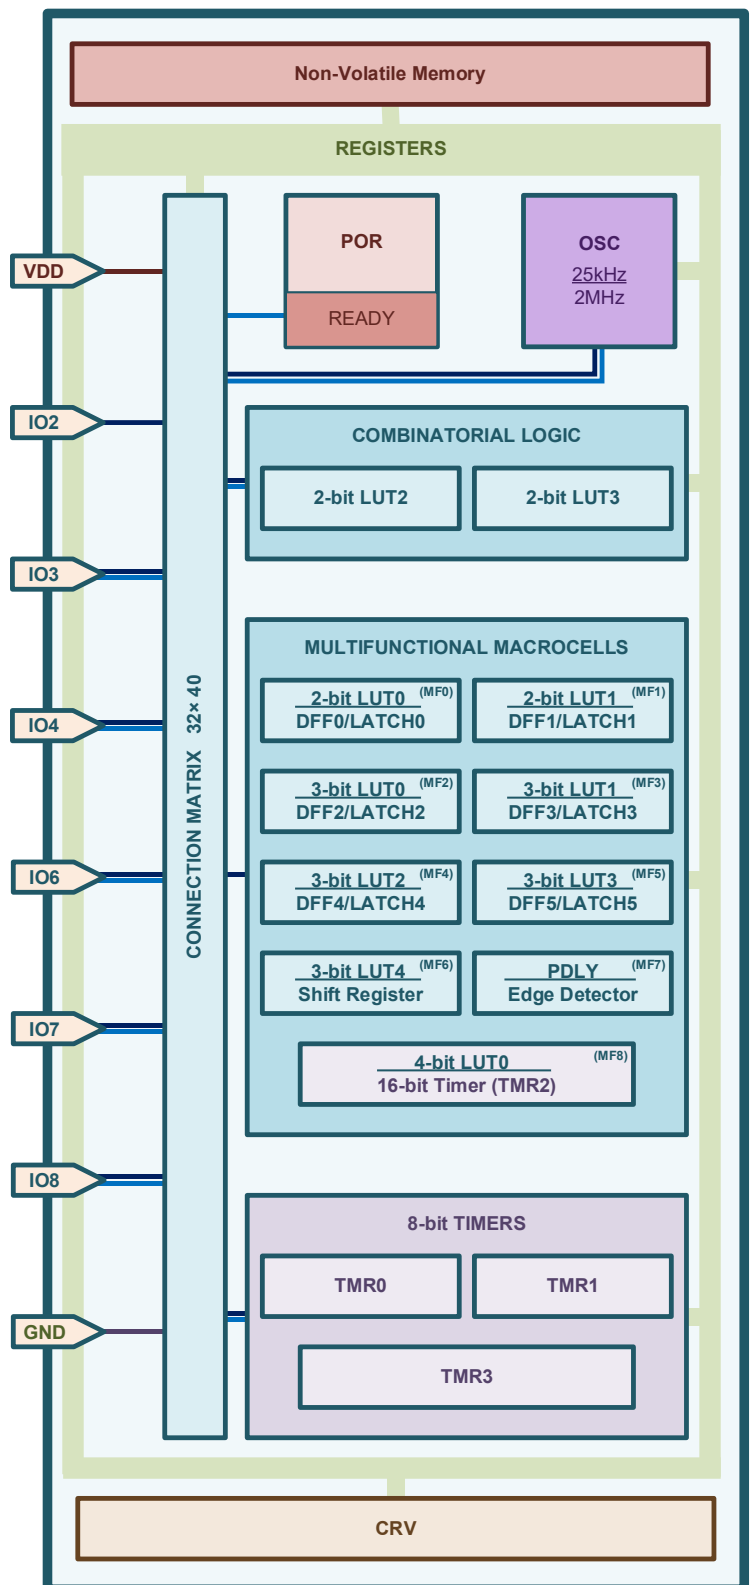 Non-Volatile Memory
REGISTERS
POR
READY
OSC
25kHz
2MHz
VDD
IO2
IO3
IO4
IO6
IO7
IO8
GND
CONNECTION MATRIX 32× 40
COMBINATORIAL LOGIC
2-bit LUT2
2-bit LUT3
MULTIFUNCTIONAL MACROCELLS
2-bit LUT0 (MF0)
DFF0/LATCH0
2-bit LUT1 (MF1)
DFF1/LATCH1
3-bit LUT0 (MF2)
DFF2/LATCH2
3-bit LUT1 (MF3)
DFF3/LATCH3
3-bit LUT2 (MF4)
DFF4/LATCH4
3-bit LUT3 (MF5)
DFF5/LATCH5
3-bit LUT4 (MF6)
Shift Register
PDLY (MF7)
Edge Detector
4-bit LUT0 (MF8)
16-bit Timer (TMR2)
8-bit TIMERS
TMR0
TMR1
TMR3
CRV